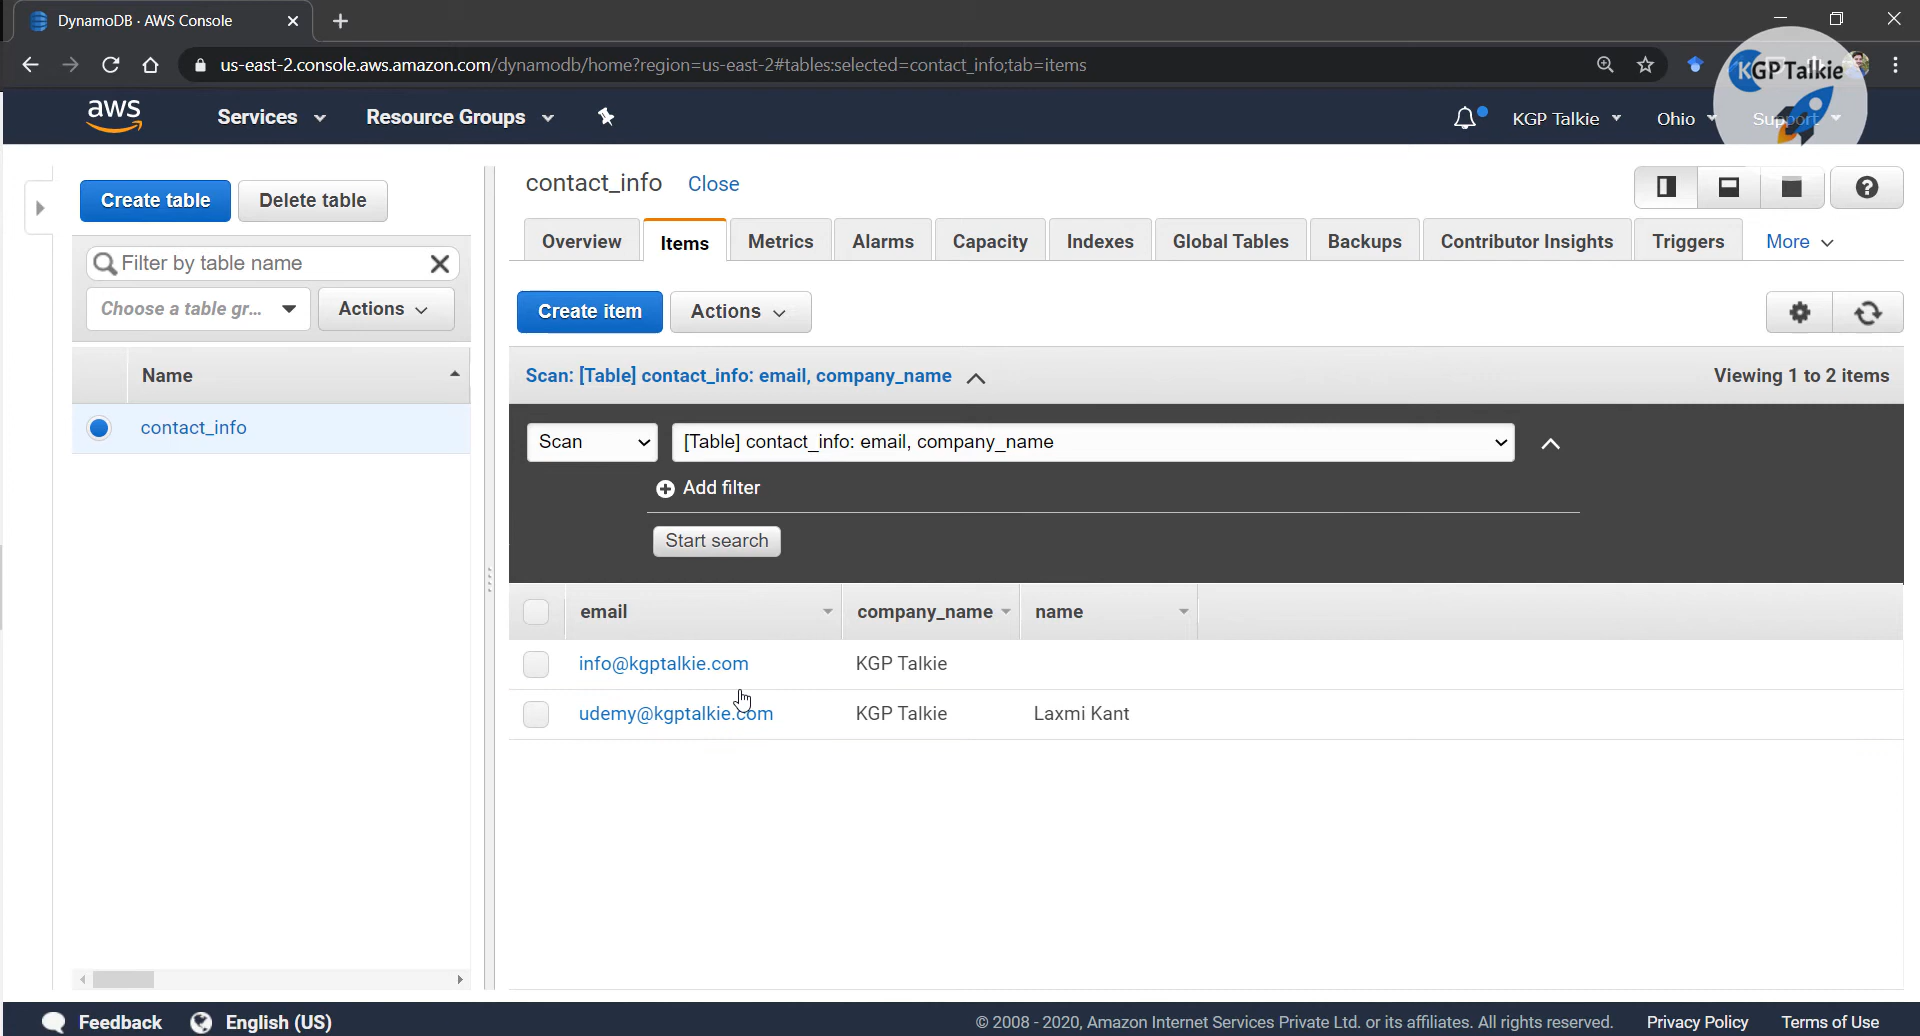 DynamoDB · AWS Console
us-east-2.console.aws.amazon.com/dynamodb/home?region=us-east-2#tables:selected=contact_info;tab=items
KGP Talkie
aws
Services
Resource Groups
KGP Talkie
Ohio
Support
Create table
Delete table
Filter by table name
Choose a table gr...
Actions
Name
contact_info
contact_info
Close
Overview
Items
Metrics
Alarms
Capacity
Indexes
Global Tables
Backups
Contributor Insights
Triggers
More
Create item
Actions
Scan: [Table] contact_info: email, company_name
Viewing 1 to 2 items
Scan
[Table] contact_info: email, company_name
Add filter
Start search
email
company_name
name
info@kgptalkie.com
KGP Talkie
udemy@kgptalkie.com
KGP Talkie
Laxmi Kant
Feedback
English (US)
© 2008 - 2020, Amazon Internet Services Private Ltd. or its affiliates. All rights reserved.
Privacy Policy
Terms of Use